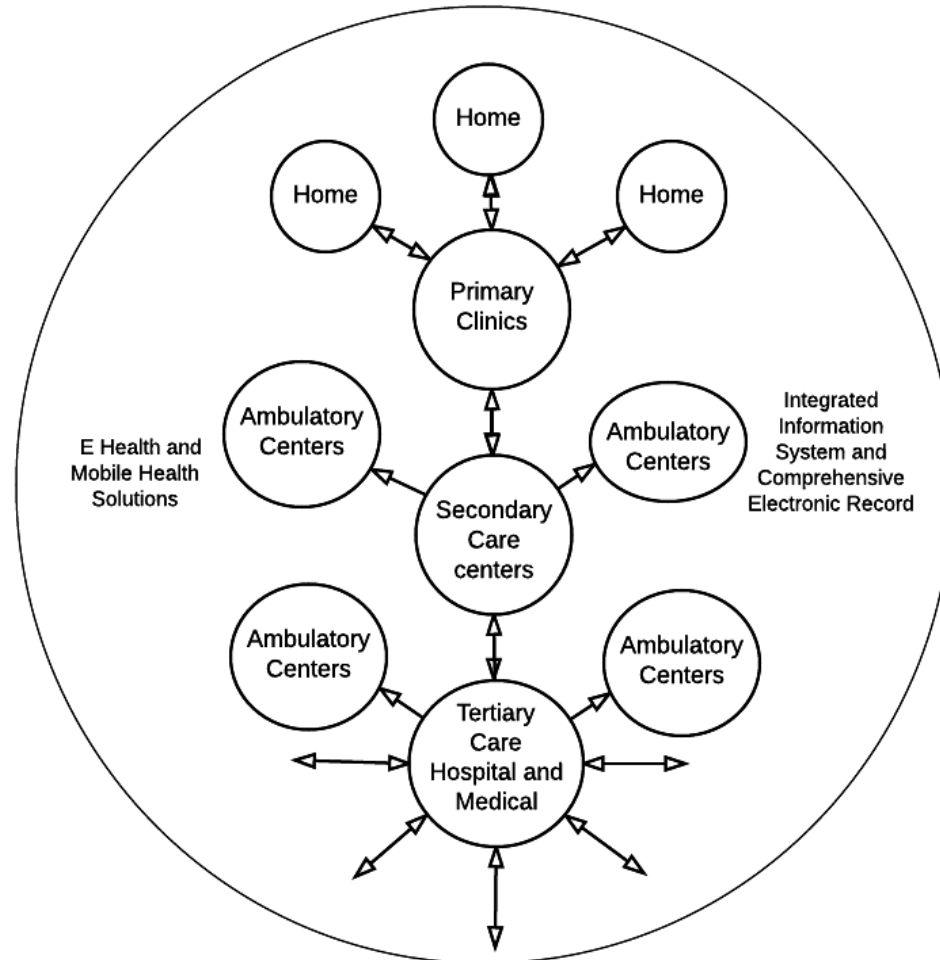 Home
Home
Home
Primary
Clinics
Ambulatory
Centers
Ambulatory
Centers
E Health and
Mobile Health
Solutions
Integrated
Information
System and
Comprehensive
Electronic Record
Secondary
Care
centers
Ambulatory
Centers
Ambulatory
Centers
Tertiary
Care
Hospital and
Medical